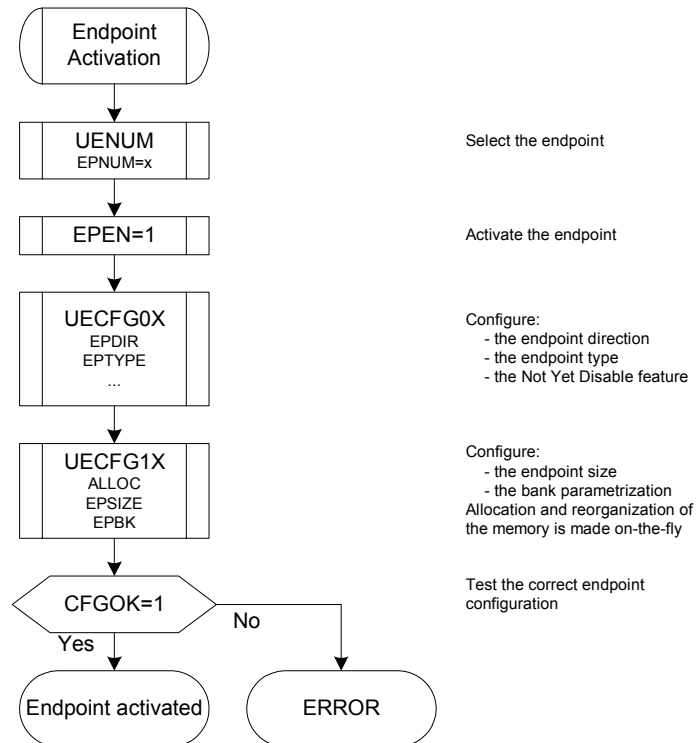 Endpoint
Activation
UENUM
EPNUM=x
Select the endpoint
EPEN=1
Activate the endpoint
UECFG0X
EPDIR
EPTYPE
...
Configure:
- the endpoint direction
- the endpoint type
- the Not Yet Disable feature
UECFG1X
ALLOC
EPSIZE
EPBK
Configure:
- the endpoint size
- the bank parametrization
Allocation and reorganization of
the memory is made on-the-fly
CFGOK=1
Test the correct endpoint
configuration
No
Yes
Endpoint activated
ERROR